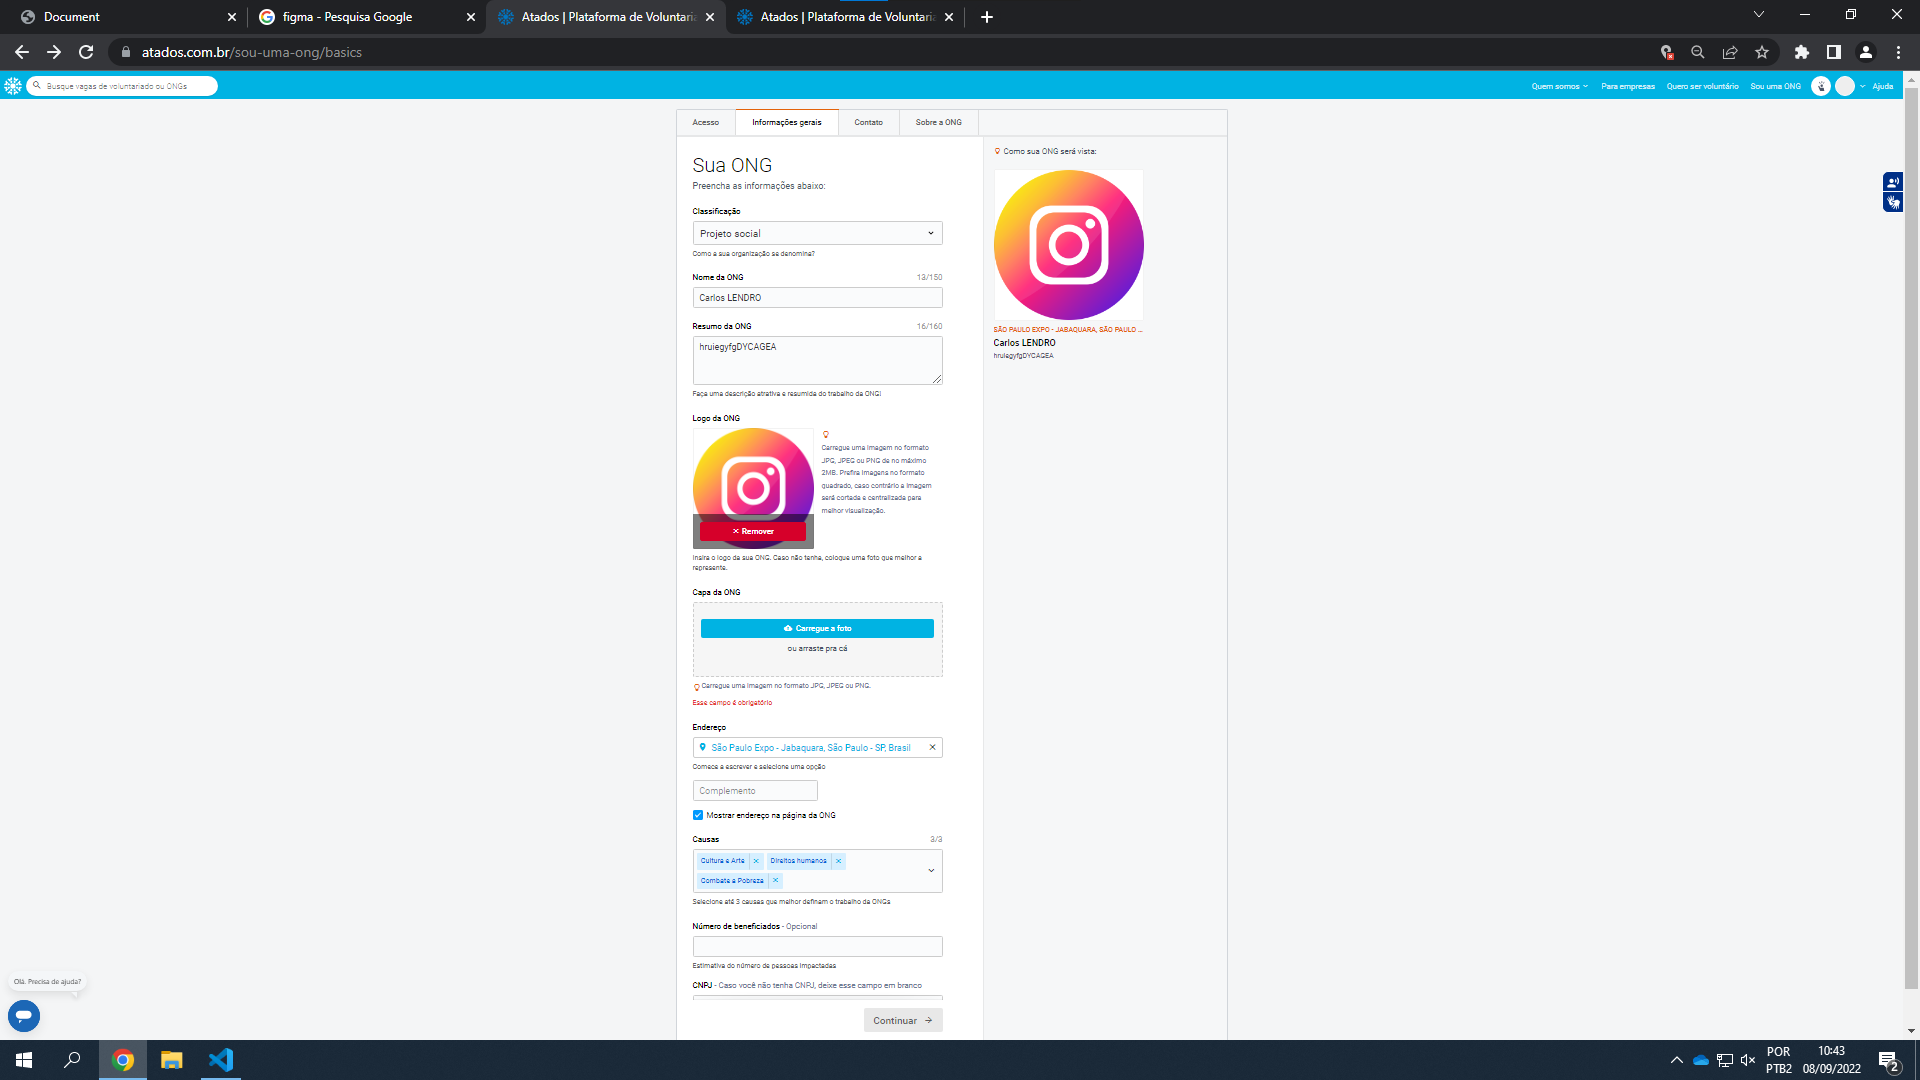 Document
figma - Pesquisa Google
Atados | Plataforma de Voluntaria
Atados | Plataforma de Voluntaria
atados.com.br/sou-uma-ong/basics
Busque vagas de voluntariado ou ONGs
Quem somos
Para empresas
Quero ser voluntário
Sou uma ONG
Ajuda
Acesso
Informações gerais
Contato
Sobre a ONG
Sua ONG
Preencha as informações abaixo:
Classificação
Projeto social
Como a sua organização se denomina?
Nome da ONG 13/150
Carlos LENDRO
Resumo da ONG 16/160
hruiegyfgDYCAGEA
Faça uma descrição atrativa e resumida do trabalho da ONG!
Logo da ONG
Carregue uma imagem no formato
JPG, JPEG ou PNG de no máximo
2MB. Prefira imagens no formato
quadrado, caso contrário a imagem
será cortada e centralizada para
melhor visualização.
Remover
Insira o logo da sua ONG. Caso não tenha, coloque uma foto que melhor a
represente.
Capa da ONG
Carregue a foto
ou arraste pra cá
Carregue uma imagem no formato JPG, JPEG ou PNG.
Esse campo é obrigatório
Endereço
São Paulo Expo - Jabaquara, São Paulo - SP, Brasil
Comece a escrever e selecione uma opção
Complemento
Mostrar endereço na página da ONG
Causas 3/3
Cultura e Arte
Direitos humanos
Combate a Pobreza
Selecione até 3 causas que melhor definam o trabalho da ONGs
Número de beneficiados - Opcional
Estimativa do número de pessoas impactadas
CNPJ - Caso você não tenha CNPJ, deixe esse campo em branco
Continuar
Como sua ONG será vista:
SÃO PAULO EXPO - JABAQUARA, SÃO PAULO ...
Carlos LENDRO
hruiegyfgDYCAGEA
Olá. Precisa de ajuda?
POR
PTB2
10:43
08/09/2022
2